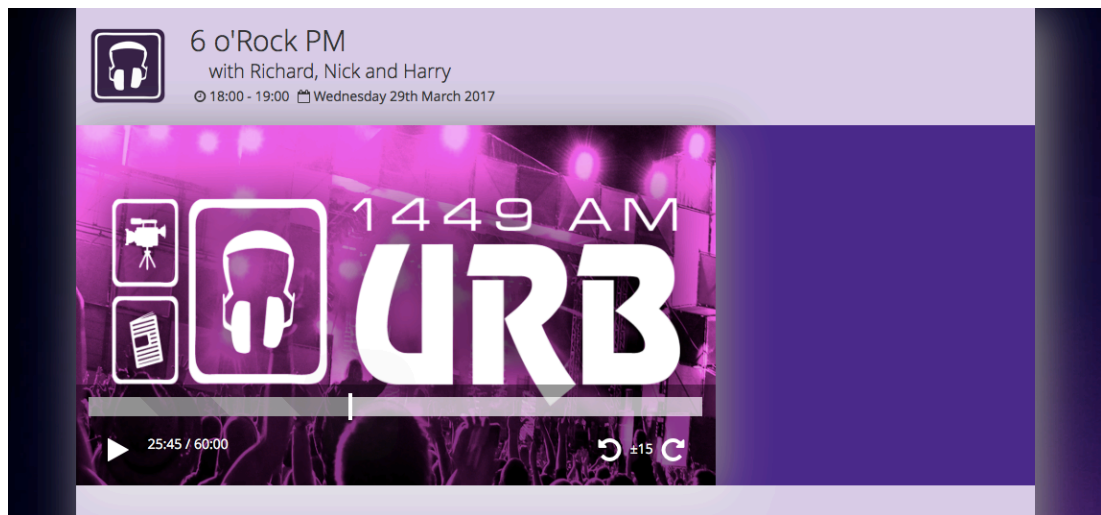 6 o'Rock PM
with Richard, Nick and Harry
18:00 - 19:00 Wednesday 29th March 2017
1449 AM
URB
25:45 / 60:00 ±15